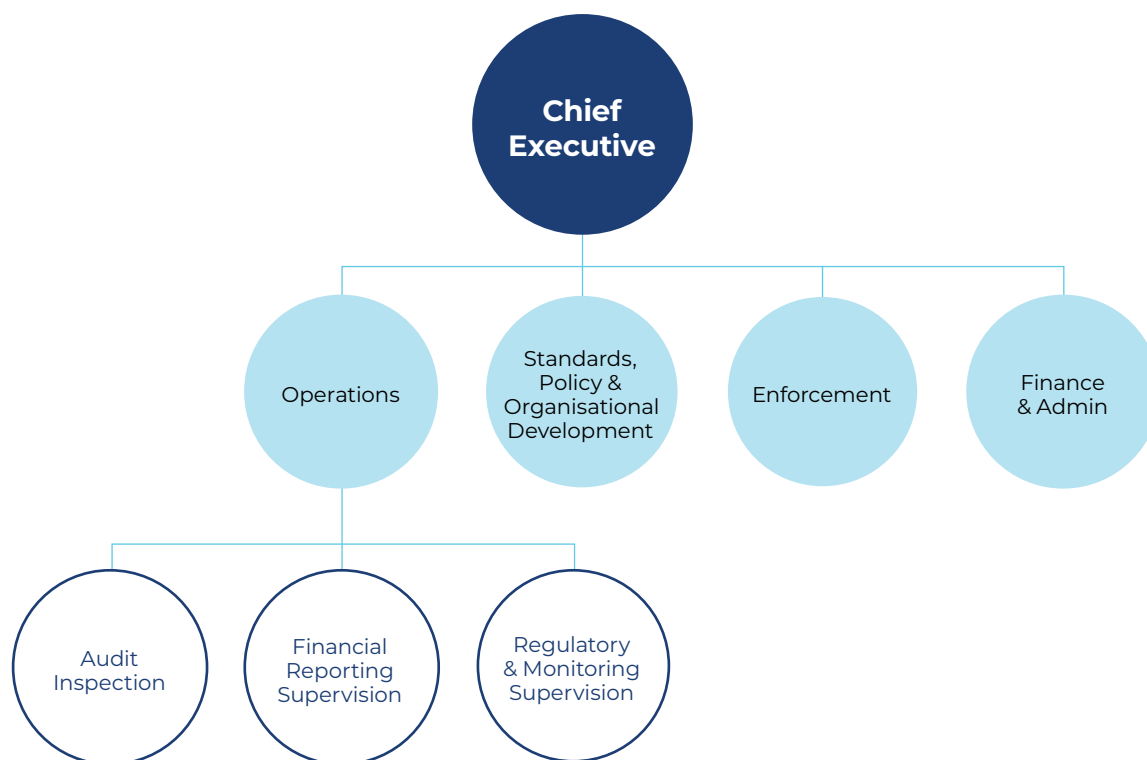 Chief
Executive
Operations
Standards,
Policy &
Organisational
Development
Enforcement
Finance
& Admin
Audit
Inspection
Financial
Reporting
Supervision
Regulatory
& Monitoring
Supervision